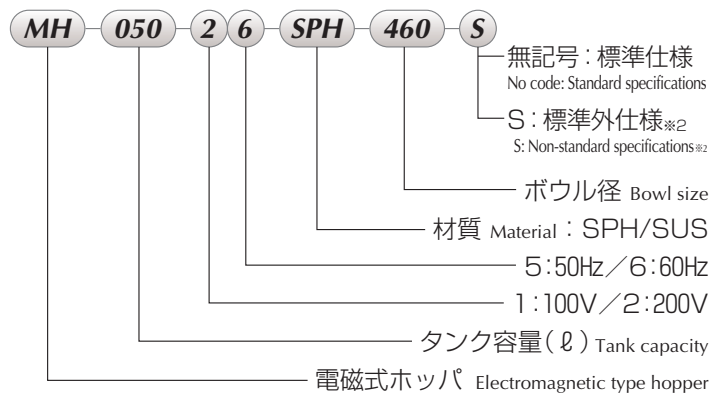 MH-050-2 6-SPH-460-S
無記号：標準仕様
No code: Standard specifications
S：標準外仕様※2
S: Non-standard specifications※2
ボウル径 Bowl size
材質 Material：SPH/SUS
5：50Hz／6：60Hz
1：100V／2：200V
タンク容量(ℓ) Tank capacity
電磁式ホッパ Electromagnetic type hopper